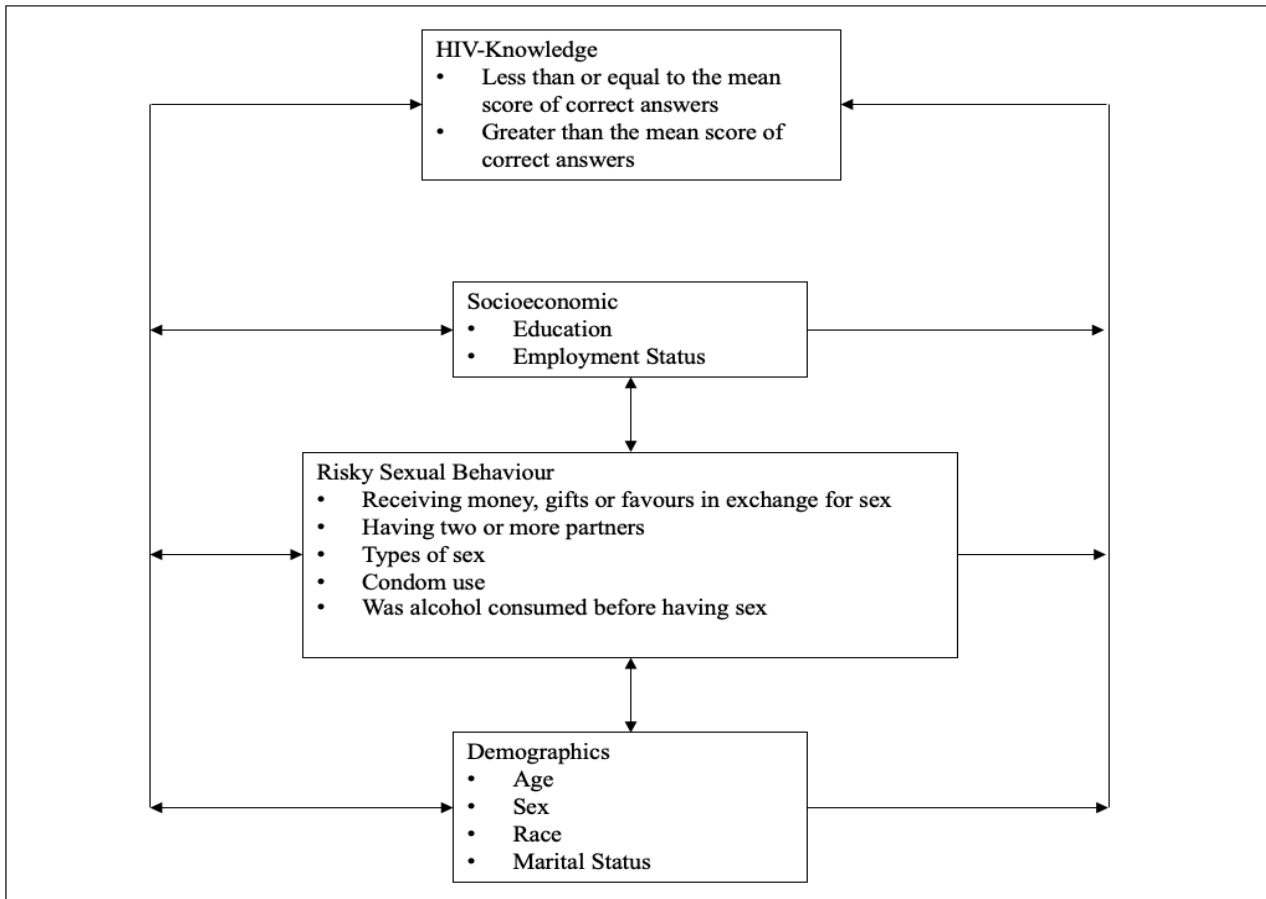 HIV-Knowledge
• Less than or equal to the mean
score of correct answers
• Greater than the mean score of
correct answers
Socioeconomic
• Education
• Employment Status
Risky Sexual Behaviour
• Receiving money, gifts or favours in exchange for sex
• Having two or more partners
• Types of sex
• Condom use
• Was alcohol consumed before having sex
Demographics
• Age
• Sex
• Race
• Marital Status